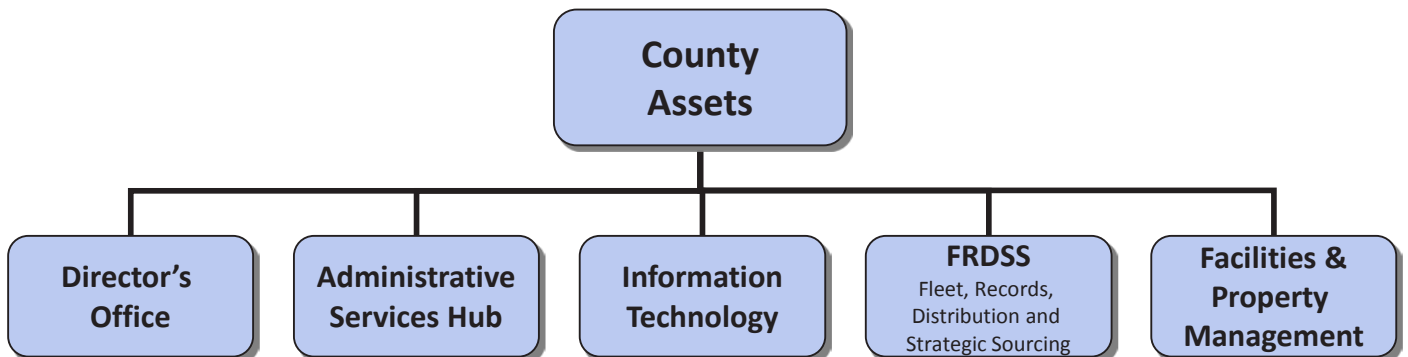 County
Assets
Director’s
Office
Administrative
Services Hub
Information
Technology
FRDSS
Fleet, Records,
Distribution and
Strategic Sourcing
Facilities &
Property
Management